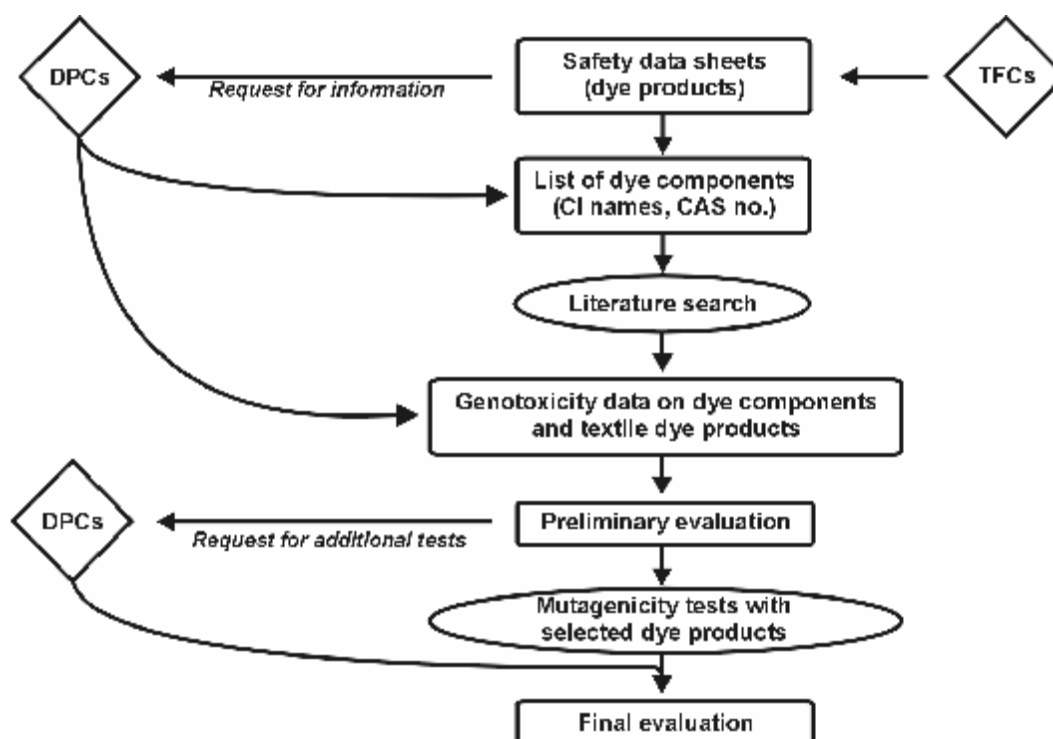 DPCs
Safety data sheets
(dye products)
TFCs
Request for information
List of dye components
(CI names, CAS no.)
Literature search
Genotoxicity data on dye components
and textile dye products
DPCs
Preliminary evaluation
Request for additional tests
Mutagenicity tests with
selected dye products
Final evaluation